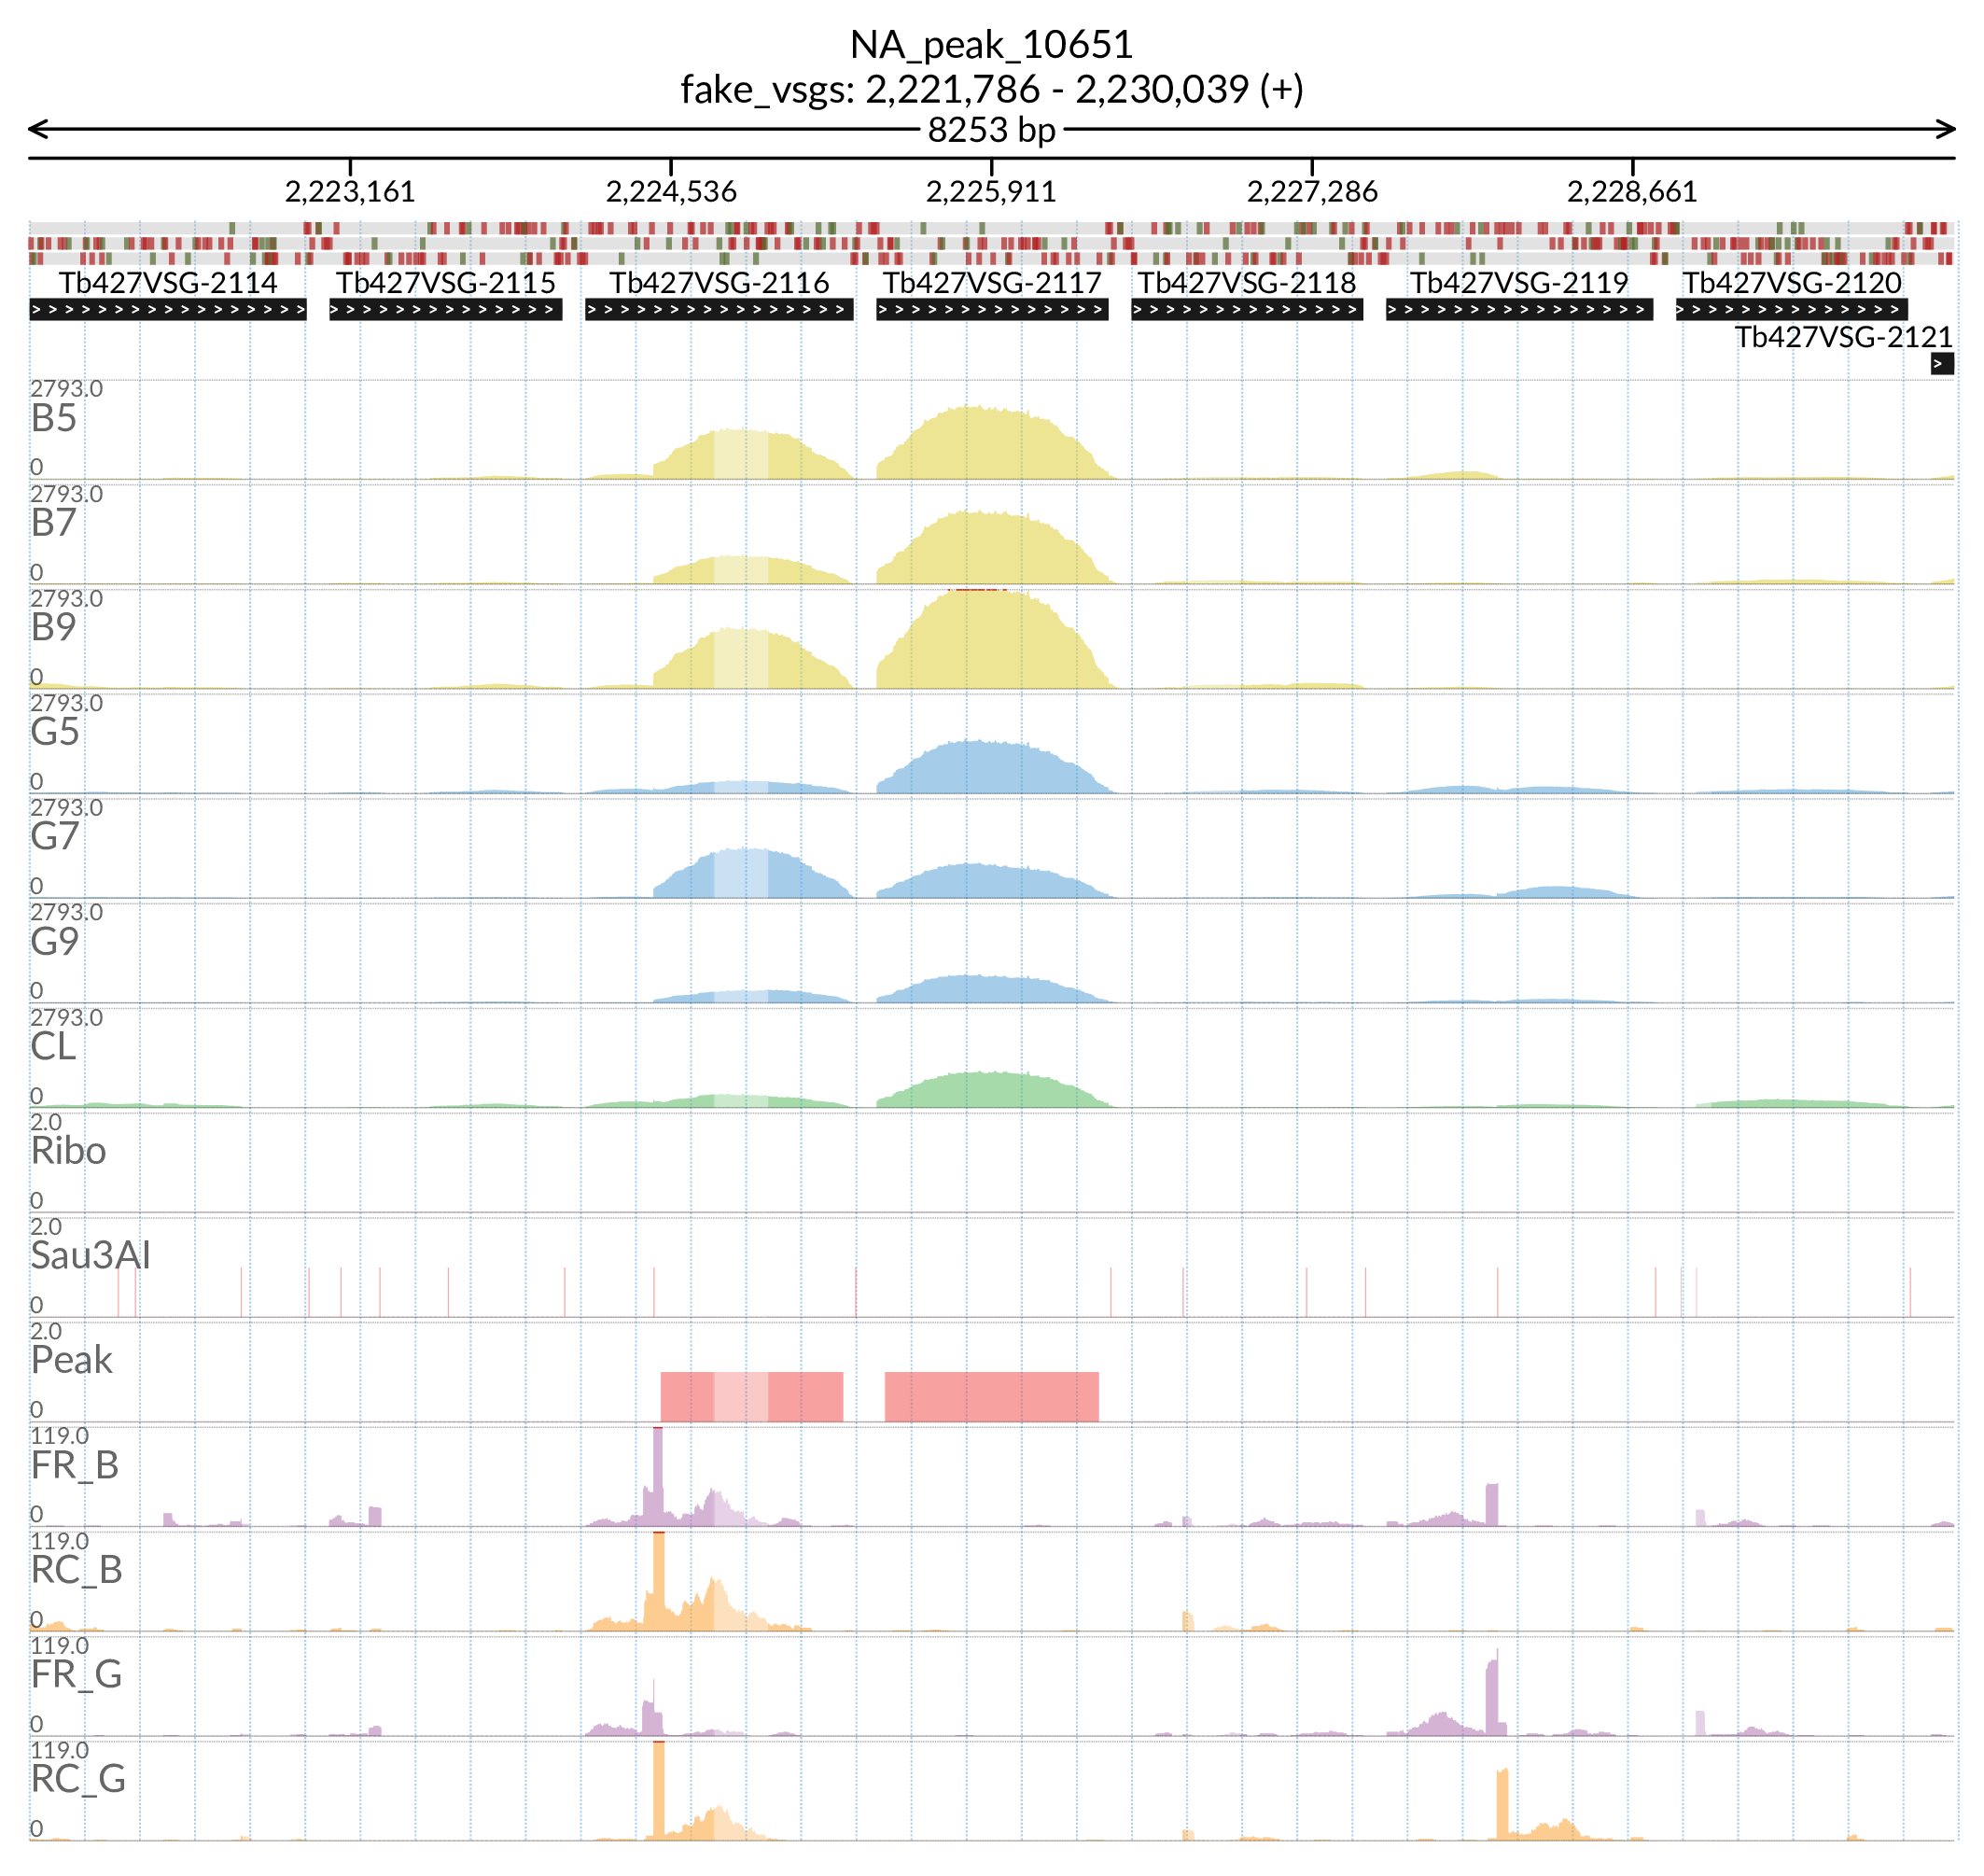 NA_peak_10651
fake_vsgs: 2,221,786 - 2,230,039 (+)
8253 bp
2,223,161 2,224,536 2,225,911 2,227,286 2,228,661
Tb427VSG-2114 Tb427VSG-2115 Tb427VSG-2116 Tb427VSG-2117 Tb427VSG-2118 Tb427VSG-2119 Tb427VSG-2120
Tb427VSG-2121
2793.0
B5
0
2793.0
B7
0
2793.0
B9
0
2793.0
G5
0
2793.0
G7
0
2793.0
G9
0
2793.0
CL
0
2.0
Ribo
0
2.0
Sau3AI
0
2.0
Peak
0
119.0
FR_B
0
119.0
RC_B
0
119.0
FR_G
0
119.0
RC_G
0